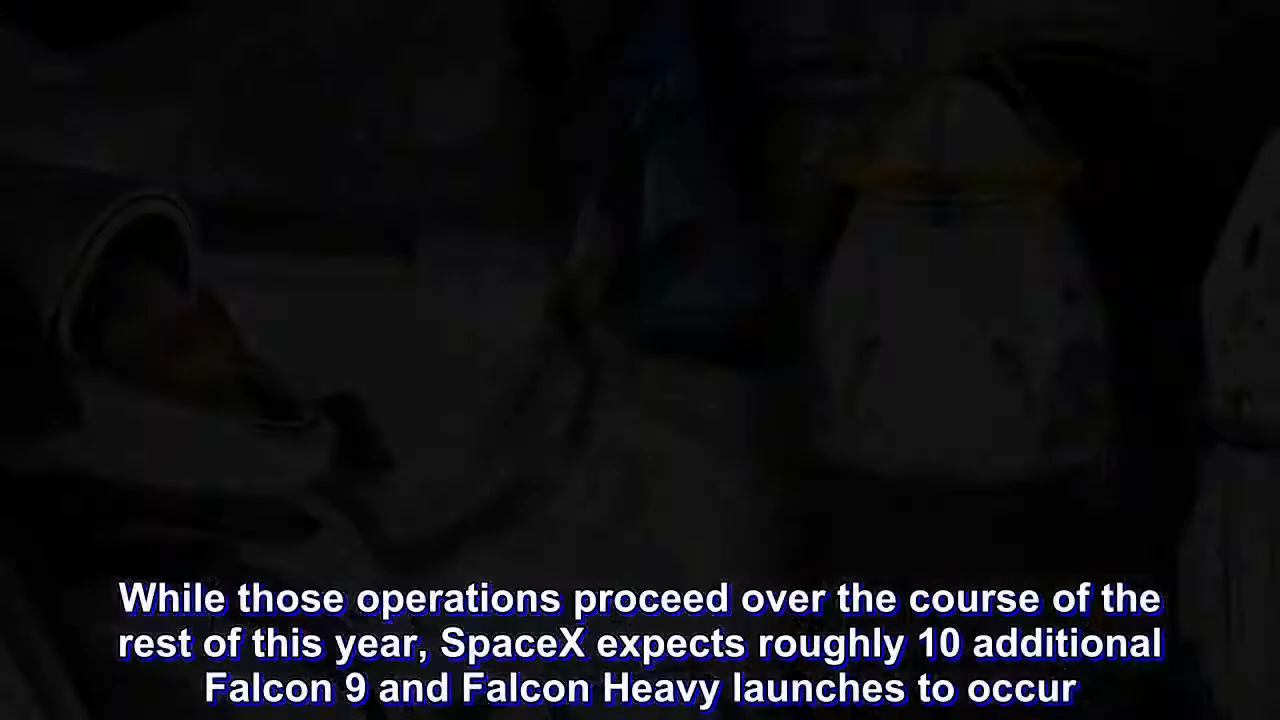 While those operations proceed over the course of the
rest of this year, SpaceX expects roughly 10 additional
Falcon 9 and Falcon Heavy launches to occur